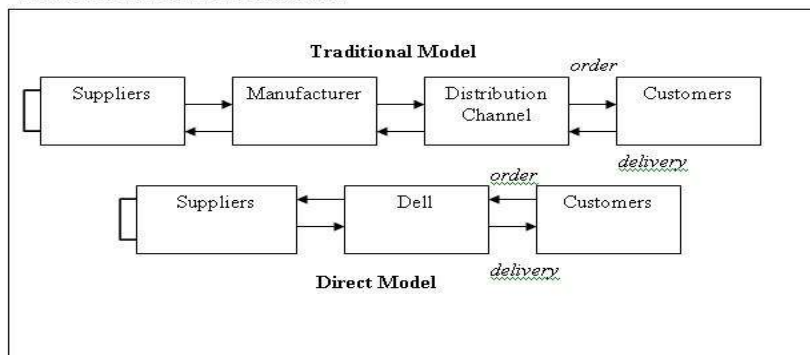 Traditional Model
order
Suppliers Manufacturer Distribution Customers
Channel
delivery
order
Suppliers Dell Customers
delivery
Direct Model